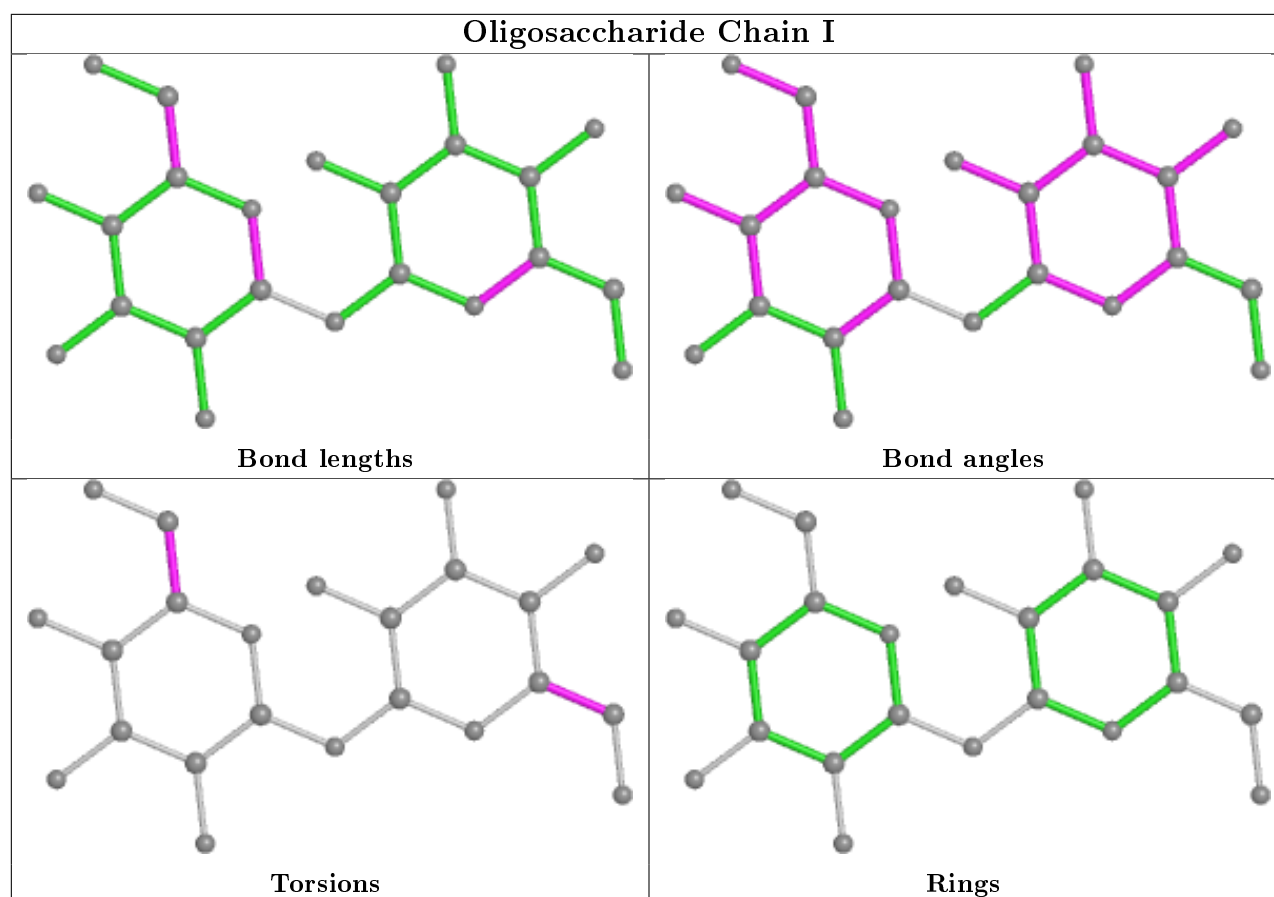 Oligosaccharide Chain I
Bond lengths
Bond angles
Torsions
Rings